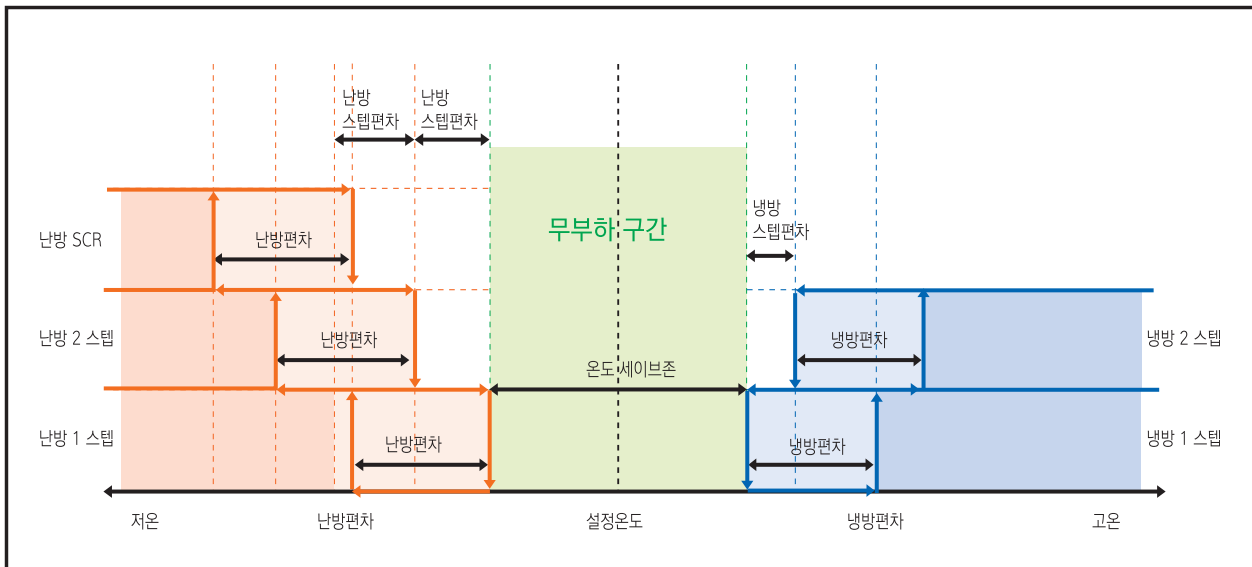 난방
스텝편차
난방
스텝편차
난방 SCR
난방편차
무부하 구간
냉방
스텝편차
난방 2 스텝
난방편차
온도 세이브존
냉방편차
냉방 2 스텝
난방 1 스텝
난방편차
냉방편차
냉방 1 스텝
저온
난방편차
설정온도
냉방편차
고온